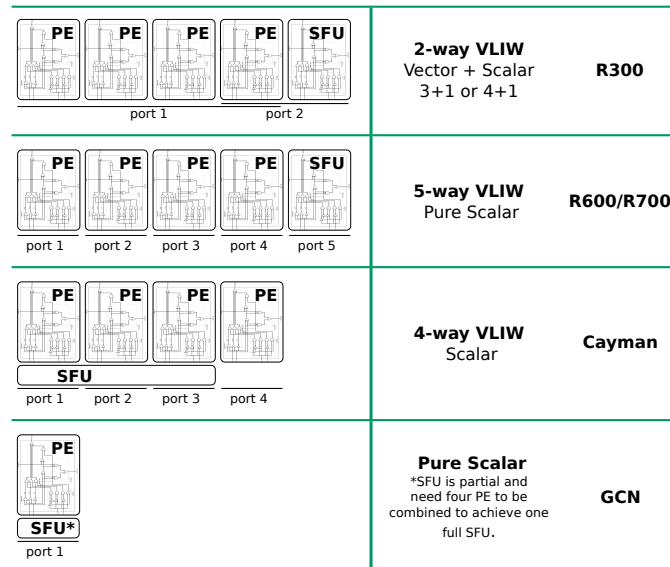 PE PE PE PE SFU
port 1 port 2
2-way VLIW
Vector + Scalar
3+1 or 4+1
R300
PE PE PE PE SFU
port 1 port 2 port 3 port 4 port 5
5-way VLIW
Pure Scalar
R600/R700
PE PE PE PE
SFU
port 1 port 2 port 3 port 4
4-way VLIW
Scalar
Cayman
PE
SFU*
port 1
Pure Scalar
*SFU is partial and
need four PE to be
combined to achieve one
full SFU.
GCN